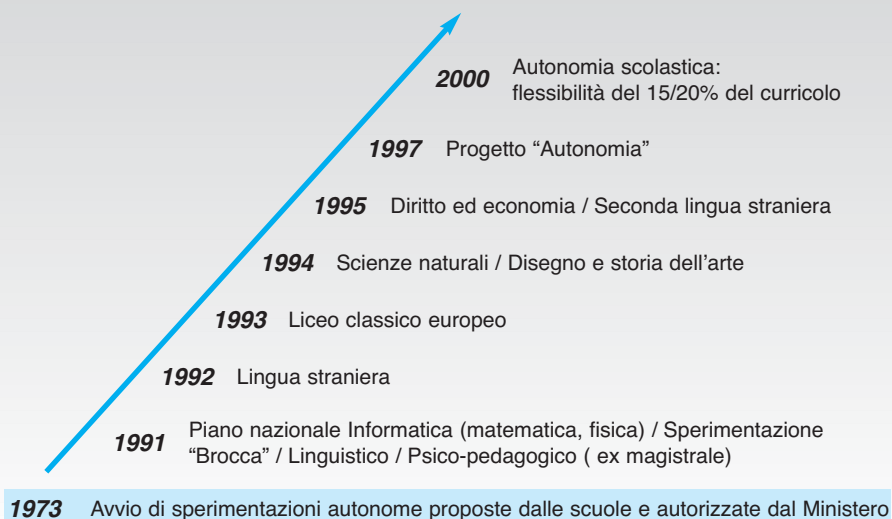 2000 Autonomia scolastica:
flessibilità del 15/20% del curricolo
1997 Progetto “Autonomia”
1995 Diritto ed economia / Seconda lingua straniera
1994 Scienze naturali / Disegno e storia dell’arte
1993 Liceo classico europeo
1992 Lingua straniera
1991 Piano nazionale Informatica (matematica, fisica) / Sperimentazione
“Brocca” / Linguistico / Psico-pedagogico ( ex magistrale)
1973 Avvio di sperimentazioni autonome proposte dalle scuole e autorizzate dal Ministero